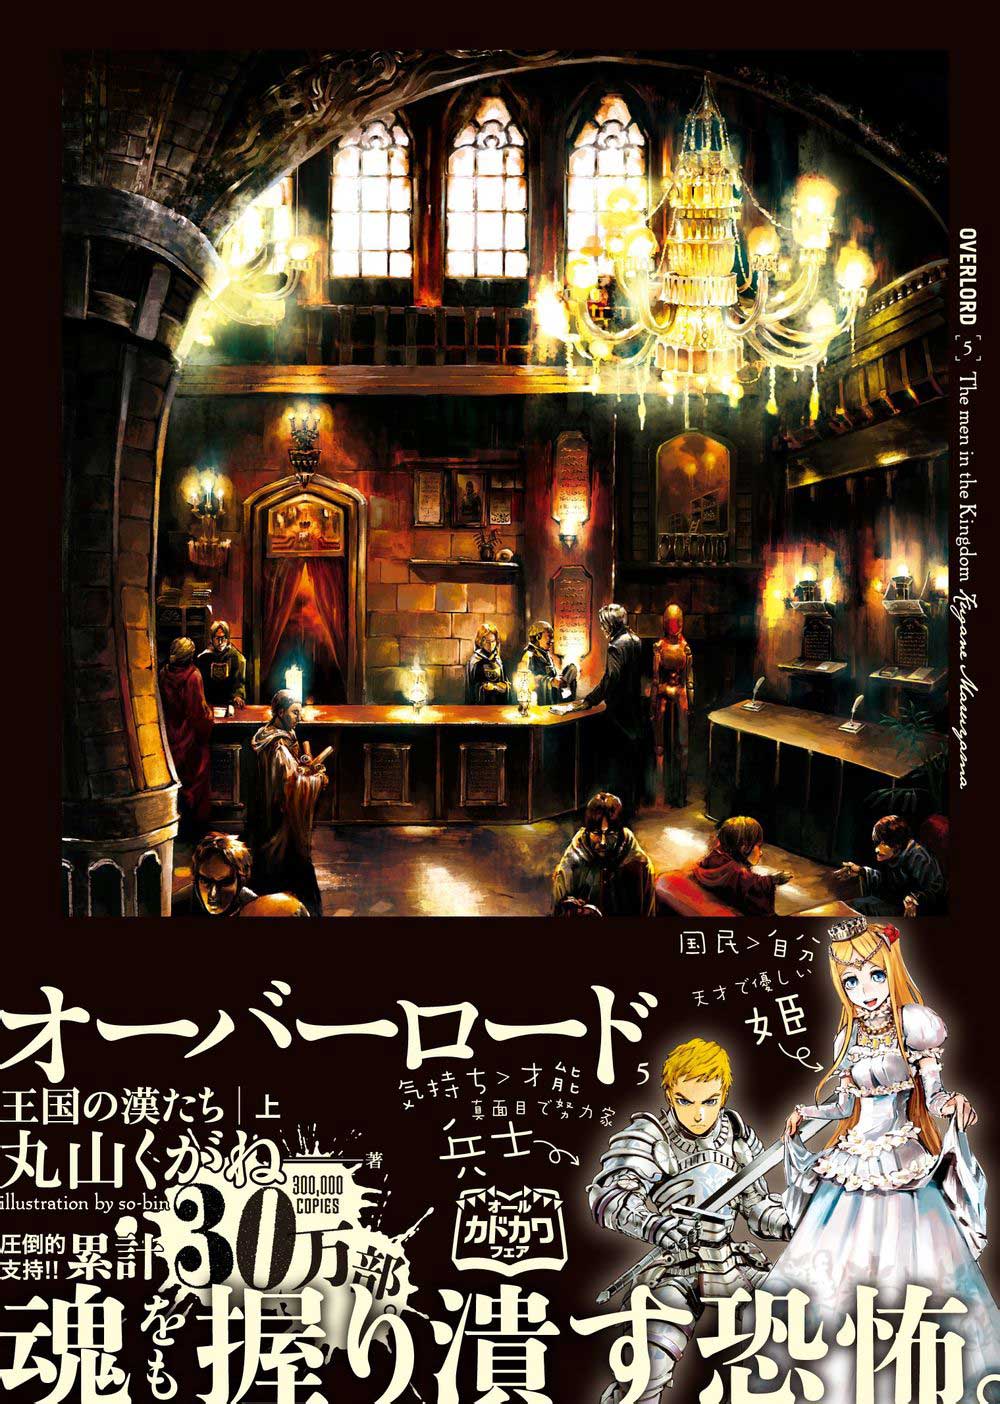 OVERLORD [5] The men in the Kingdom Kugane Maruyama
国民>自分
天才で優しい
姫
オーバーロード5
気持ち>才能
真面目で努力家
兵士
王国の漢たち|上
丸山くがね 著
illustration by so-bin
300,000
COPIES
圧倒的
支持!!
累計30万部。
オール
カドカワ
フェア
魂をも握り潰す恐怖。